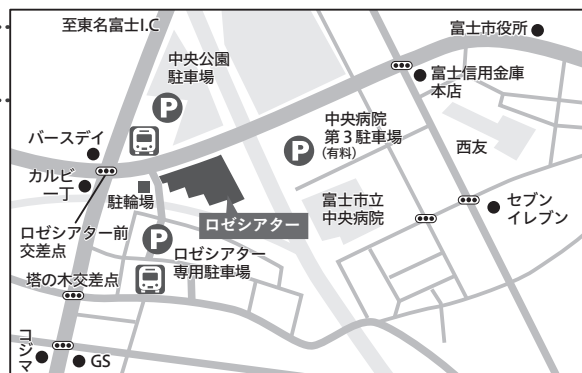 至東名富士I.C
富士市役所
中央公園
駐車場
富士信用金庫
本店
P
中央病院
第3駐車場
(有料)
P
西友
バースデイ
カルビ
一丁
駐輪場
ロゼシアター
富士市立
中央病院
セブン
イレブン
ロゼシアター前
交差点
P
ロゼシアター
専用駐車場
塔の木交差点
コジマ
GS